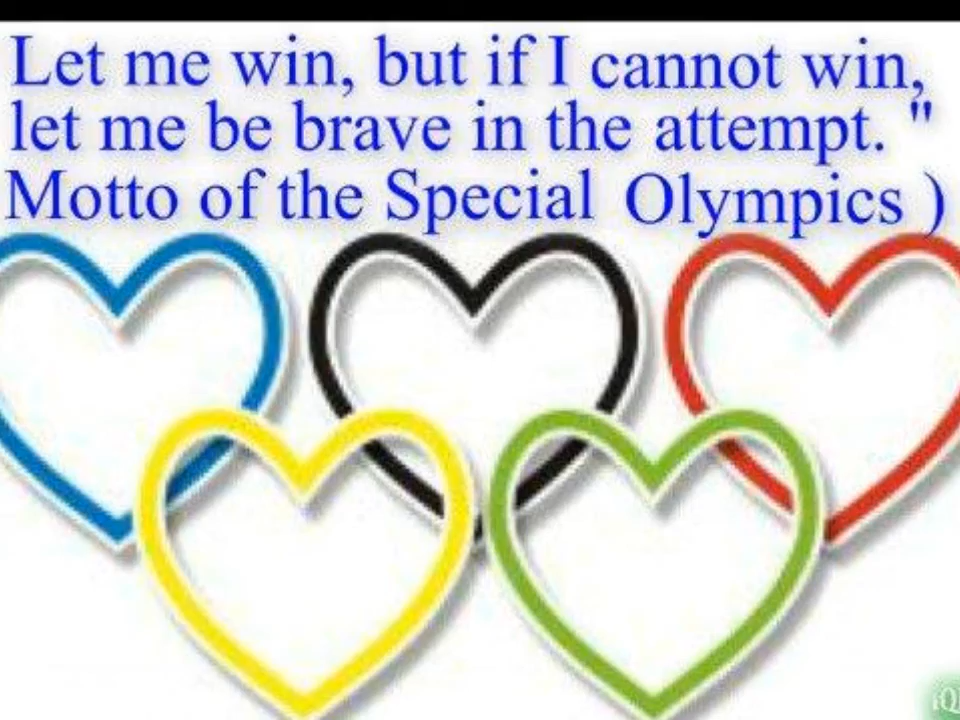 Let me win, but if I cannot win,
let me be brave in the attempt. "
Motto of the Special Olympics )